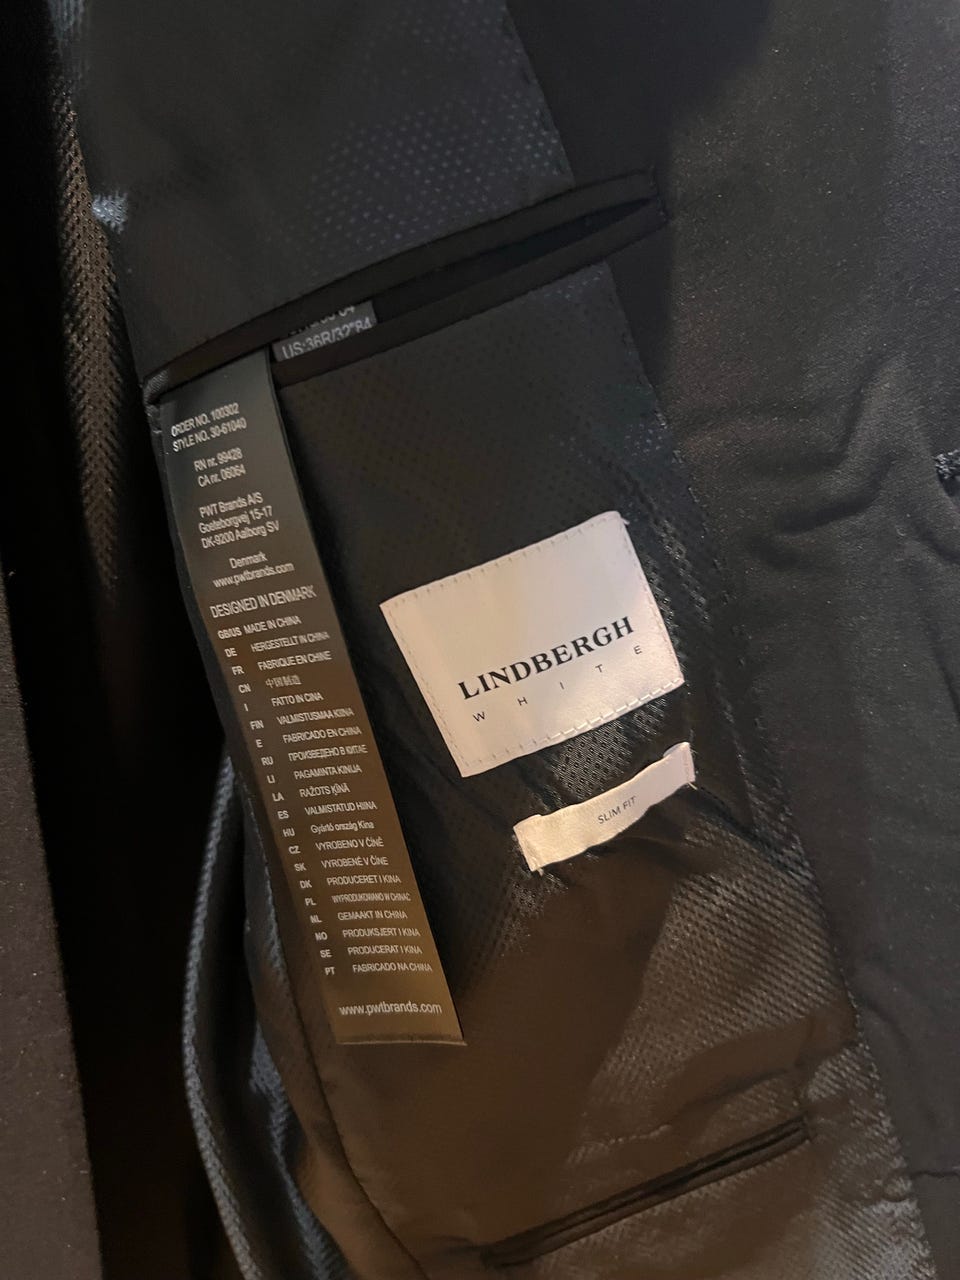 US:36R/32"84
ORDER NO. 100302
STYLE NO. 30-61040
RN nr. 99428
CA nr. 06064
PWT Brands A/S
Goeteborgvej 15-17
DK-9200 Aalborg SV
Denmark
www.pwtbrands.com
DESIGNED IN DENMARK
GB/US MADE IN CHINA
DE HERGESTELLT IN CHINA
FR FABRIQUE EN CHINE
CN 中国制造
I FATTO IN CINA
FIN VALMISTUSMAA KIINA
E FABRICADO EN CHINA
RU ПРОИЗВЕДЕНО В КИТАЕ
LI PAGAMINTA KINIJA
LA RAŽOTS ĶĪNĀ
ES VALMISTATUD HIINA
HU Gyártó ország Kina
CZ VYROBENO V ČÍNĚ
SK VYROBENÉ V ČÍNE
DK PRODUCERET I KINA
PL WYPRODUKOWANO W CHINAC
NL GEMAAKT IN CHINA
NO PRODUKSJERT I KINA
SE PRODUCERAT I KINA
PT FABRICADO NA CHINA
www.pwtbrands.com
LINDBERGH
WHITE
SLIM FIT